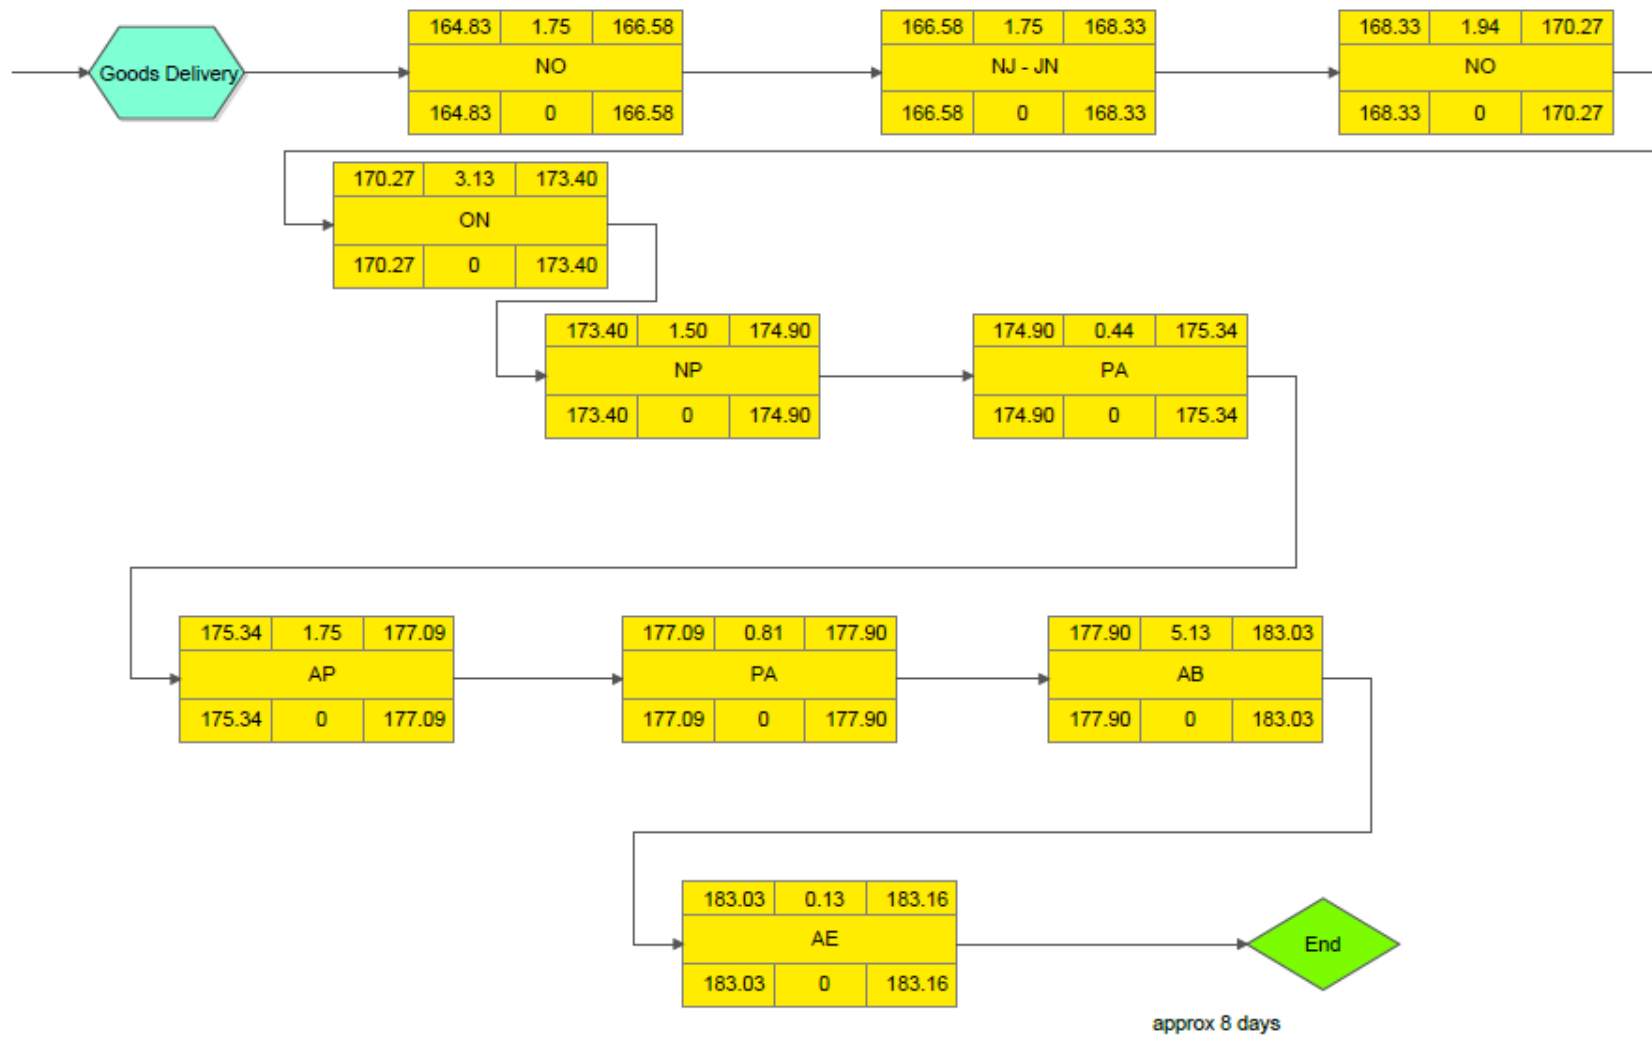 Goods Delivery
164.83 1.75 166.58
NO
164.83 0 166.58
166.58 1.75 168.33
NJ - JN
166.58 0 168.33
168.33 1.94 170.27
NO
168.33 0 170.27
170.27 3.13 173.40
ON
170.27 0 173.40
173.40 1.50 174.90
NP
173.40 0 174.90
174.90 0.44 175.34
PA
174.90 0 175.34
175.34 1.75 177.09
AP
175.34 0 177.09
177.09 0.81 177.90
PA
177.09 0 177.90
177.90 5.13 183.03
AB
177.90 0 183.03
183.03 0.13 183.16
AE
183.03 0 183.16
End
approx 8 days